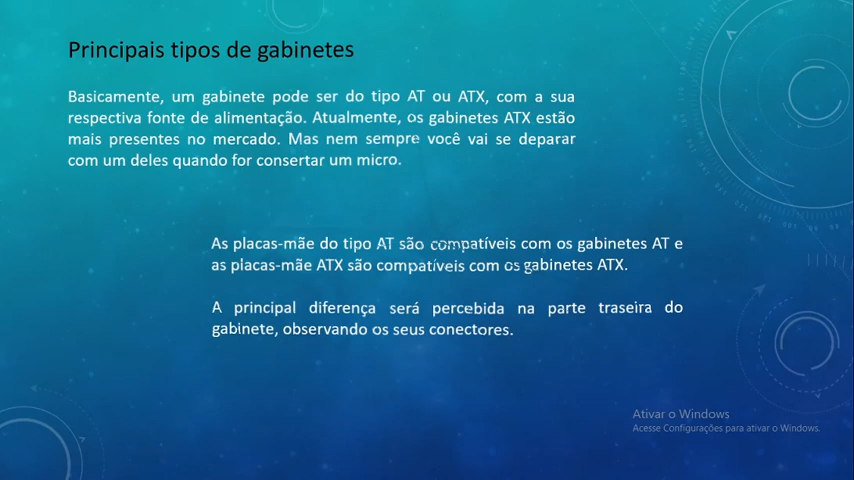 Principais tipos de gabinetes
Basicamente, um gabinete pode ser do tipo AT ou ATX, com a sua
respectiva fonte de alimentação. Atualmente, os gabinetes ATX estão
mais presentes no mercado. Mas nem sempre você vai se deparar
com um deles quando for consertar um micro.
As placas-mãe do tipo AT são compatíveis com os gabinetes AT e
as placas-mãe ATX são compatíveis com os gabinetes ATX.
A principal diferença será percebida na parte traseira do
gabinete, observando os seus conectores.
Ativar o Windows
Acesse Configurações para ativar o Windows.